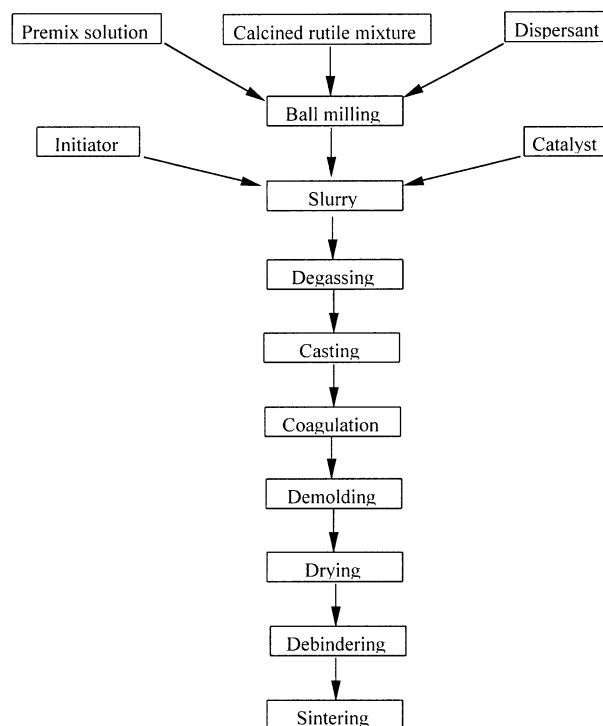 Premix solution
Calcined rutile mixture
Dispersant
Ball milling
Initiator
Catalyst
Slurry
Degassing
Casting
Coagulation
Demolding
Drying
Debindering
Sintering